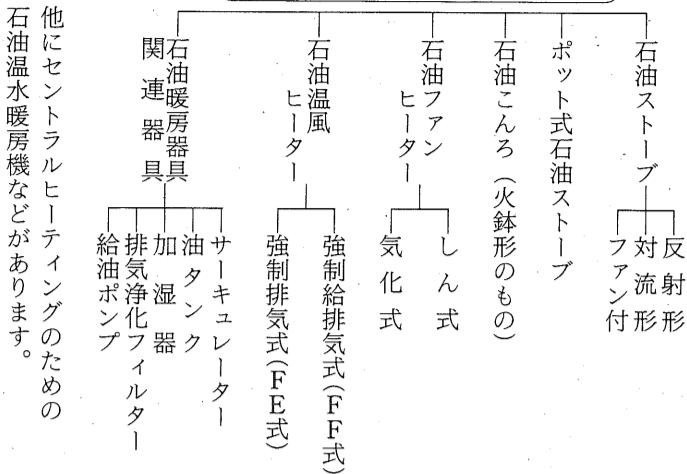 石油ストーブ
反射形
対流形
ファン付
ポット式石油ストーブ
石油こんろ（火鉢形のもの）
石油ファン
ヒーター
しん式
気化式
石油温風
ヒーター
強制給排気式（FF式）
強制排気式（FE式）
石油暖房器具
関連器具
サーキュレーター
油タンク
加湿器
排気浄化フィルター
給油ポンプ
他にセントラルヒーティングのための
石油温水暖房機などがあります。